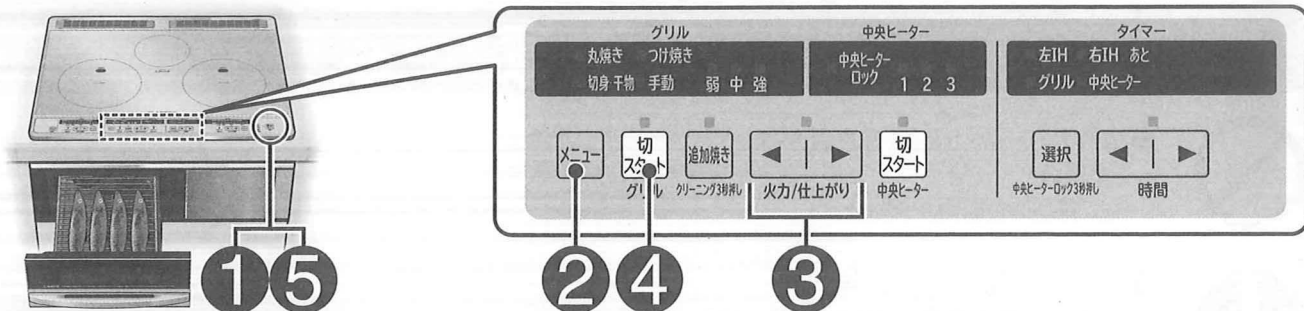 グリル
中央ヒーター
タイマー
丸焼き つけ焼き
切身・干物 手動 弱 中 強
中央ヒーター
ロック 1 2 3
左IH 右IH あと
グリル 中央ヒーター
メニュー
切
スタート
グリル
追加焼き
クリーニング3秒押し
◀ ▶
火力/仕上がり
切
スタート
中央ヒーター
選択
中央ヒーターロック3秒押し
◀ ▶
時間
1 5
2
4
3